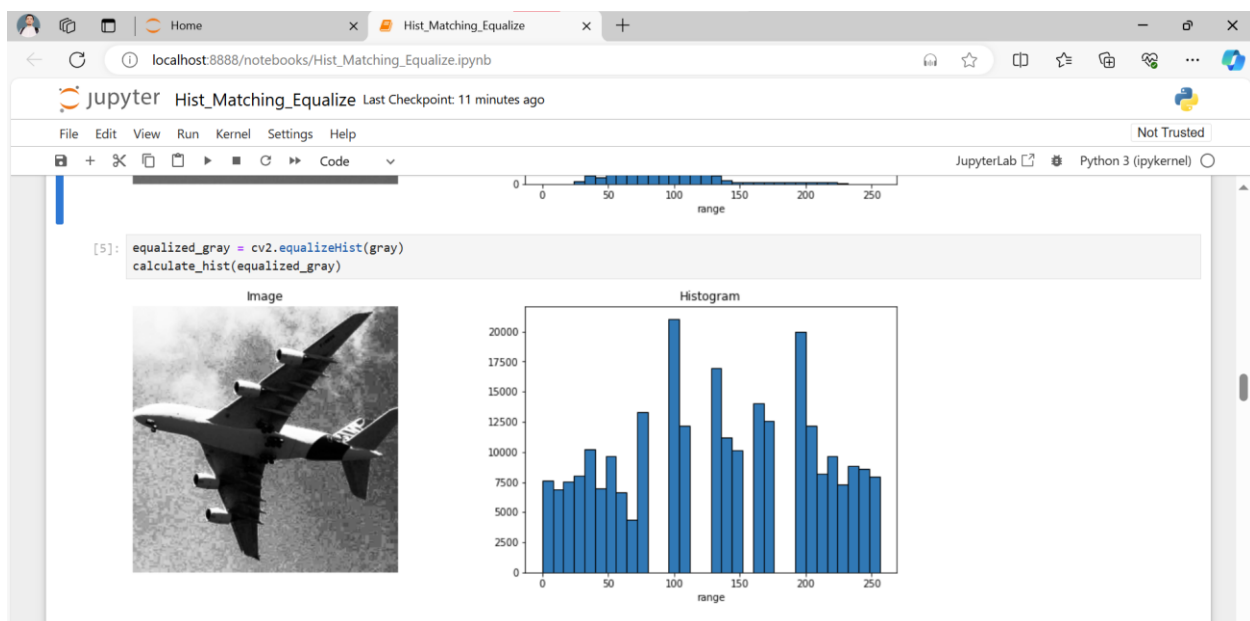 Home
Hist_Matching_Equalize
localhost:8888/notebooks/Hist_Matching_Equalize.ipynb
jupyter Hist_Matching_Equalize Last Checkpoint: 11 minutes ago
File Edit View Run Kernel Settings Help Not Trusted
Code JupyterLab Python 3 (ipykernel)
0
0 50 100 150 200 250
range
[5]: equalized_gray = cv2.equalizeHist(gray)
calculate_hist(equalized_gray)
Image Histogram
20000
17500
15000
12500
10000
7500
5000
2500
0
0 50 100 150 200 250
range